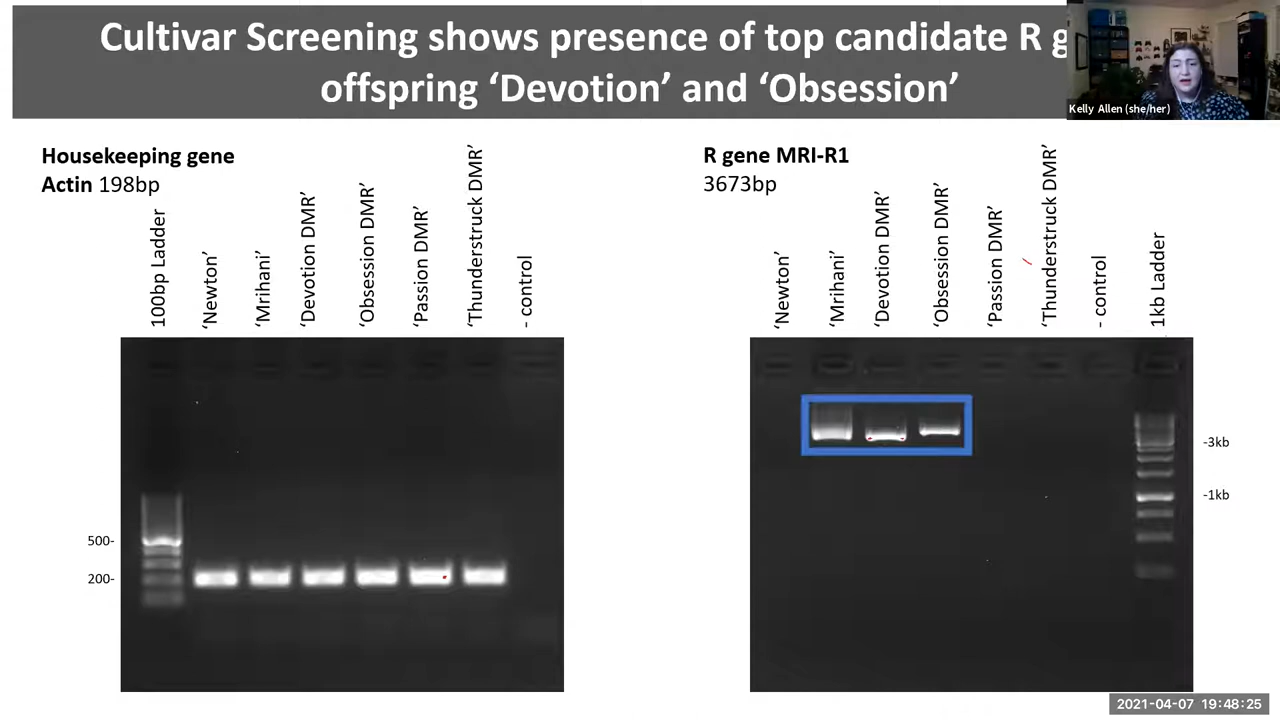 Cultivar Screening shows presence of top candidate R g
offspring ‘Devotion’ and ‘Obsession’
Kelly Allen (she/her)
Housekeeping gene
Actin 198bp
100bp Ladder
‘Newton’
‘Mrihani’
‘Devotion DMR’
‘Obsession DMR’
‘Passion DMR’
‘Thunderstruck DMR’
- control
500-
200-
R gene MRI-R1
3673bp
‘Newton’
‘Mrihani’
‘Devotion DMR’
‘Obsession DMR’
‘Passion DMR’
‘Thunderstruck DMR’
- control
1kb Ladder
-3kb
-1kb
2021-04-07 19:48:25